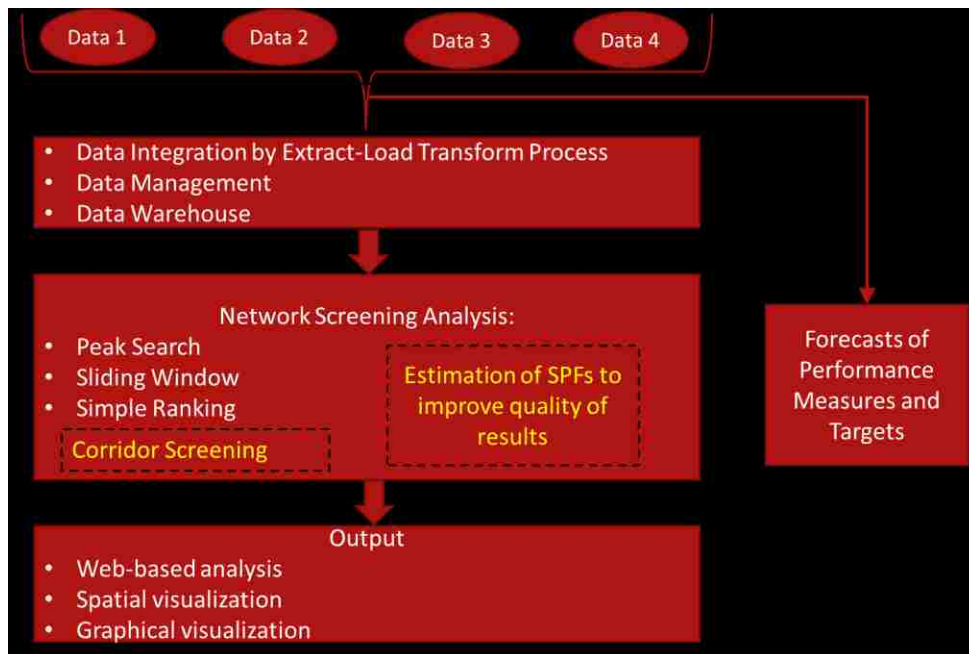 Data 1
Data 2
Data 3
Data 4
• Data Integration by Extract-Load Transform Process
• Data Management
• Data Warehouse
Network Screening Analysis:
• Peak Search
• Sliding Window
• Simple Ranking
Corridor Screening
Estimation of SPFs to
improve quality of
results
Forecasts of
Performance
Measures and
Targets
Output
• Web-based analysis
• Spatial visualization
• Graphical visualization